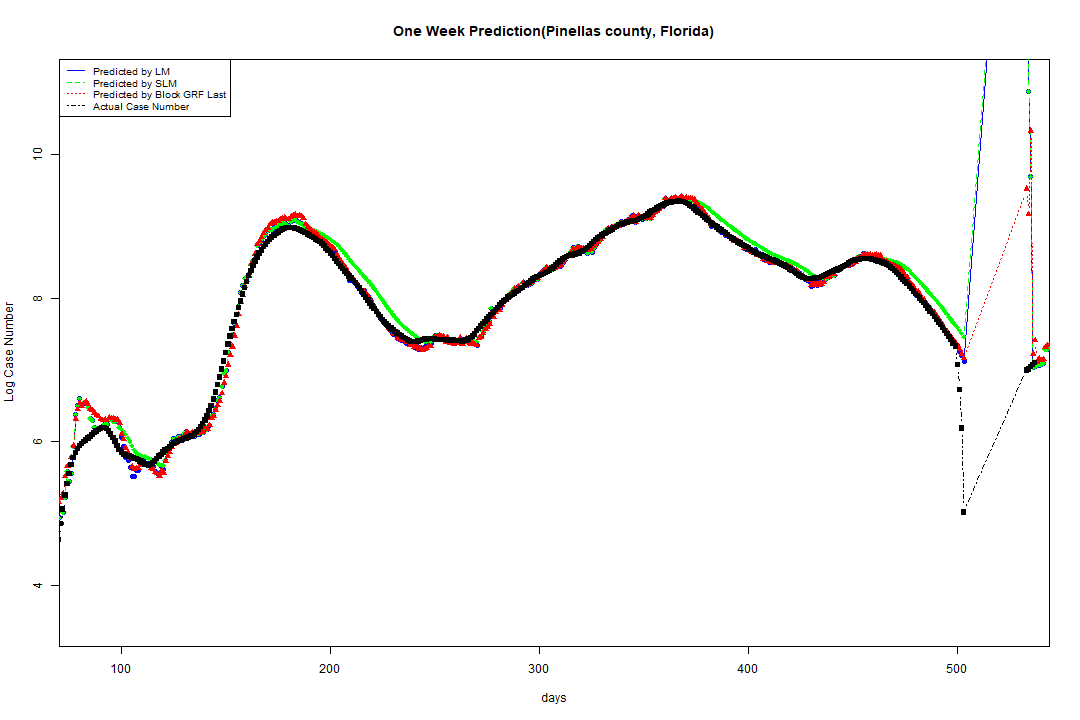 One Week Prediction(Pinellas county, Florida)
Predicted by LM
Predicted by SLM
Predicted by Block GRF Last
Actual Case Number
10
8
6
4
Log Case Number
100 200 300 400 500
days